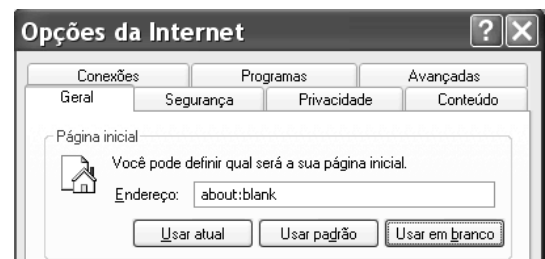 Opções da Internet
Conexões Programas Avançadas
Geral Segurança Privacidade Conteúdo
Página inicial
Você pode definir qual será a sua página inicial.
Endereço: about:blank
Usar atual Usar padrão Usar em branco